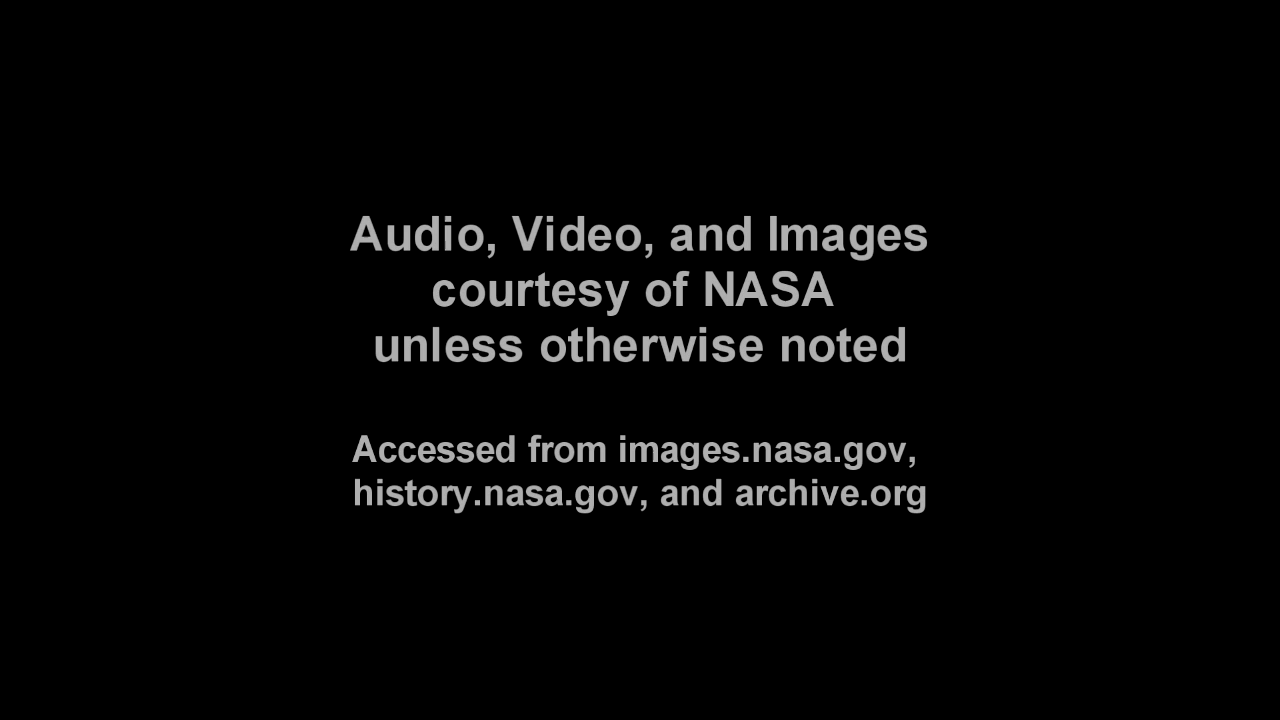 Audio, Video, and Images
courtesy of NASA
unless otherwise noted
Accessed from images.nasa.gov,
history.nasa.gov, and archive.org